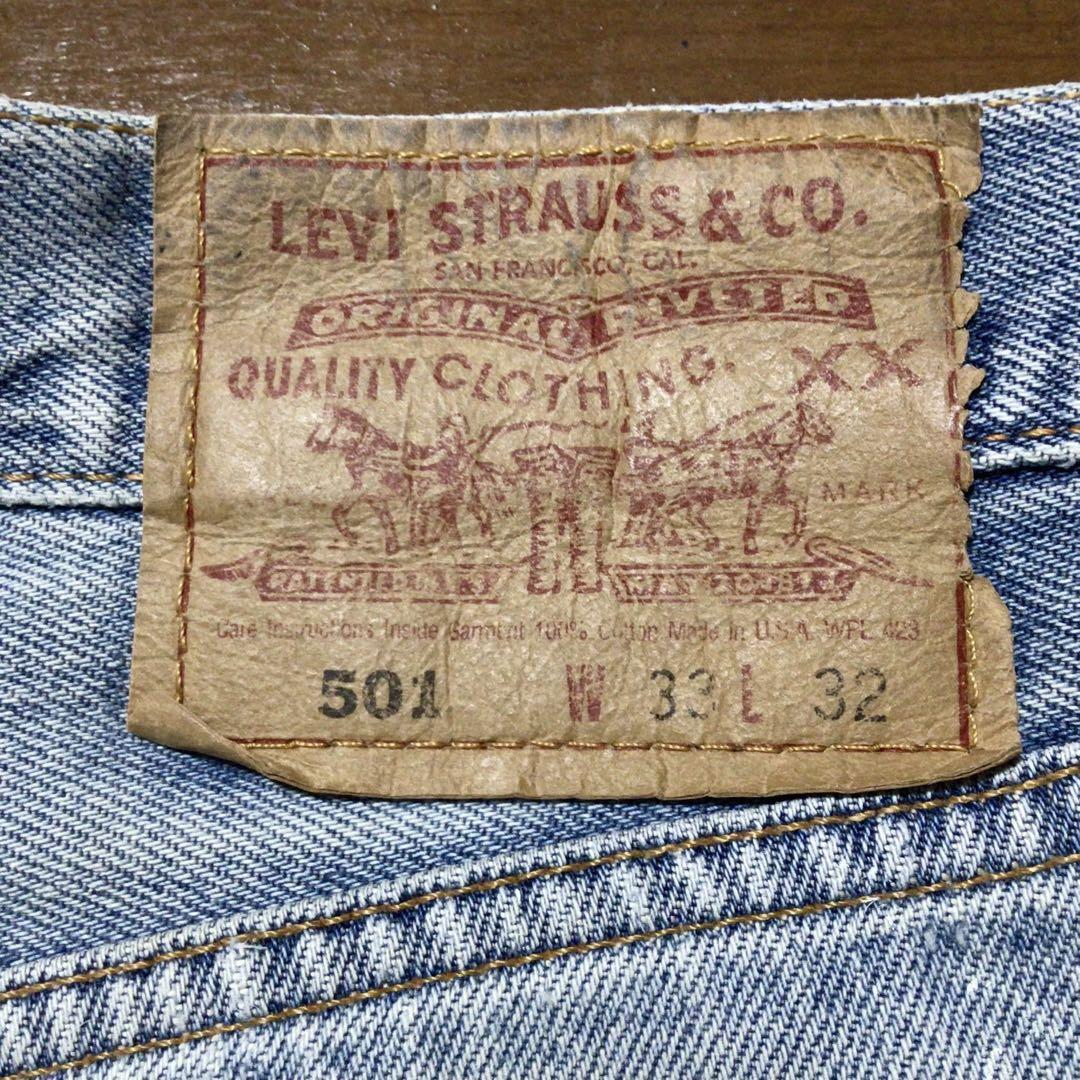 LEVI STRAUSS & CO.
SAN FRANCISCO, CAL.
ORIGINAL RIVETED
QUALITY CLOTHING. XX
MARK
Care Instructions Inside Garment 100% Cotton Made in U.S.A. WPL 423
501 W 33 L 32